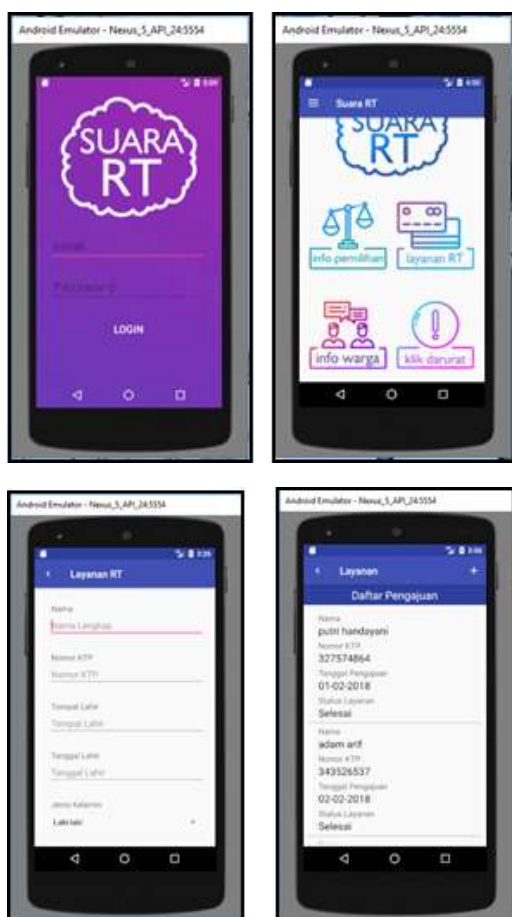 Android Emulator - Nexus_5_API_24:5554
SUARA
RT
Email
Password
LOGIN
Android Emulator - Nexus_5_API_24:5554
Suara RT
SUARA
RT
info pemilihan
layanan RT
info warga
klik darurat
Android Emulator - Nexus_5_API_24:5554
Layanan RT
Nama
Nama Lengkap
Nomor KTP
Nomor KTP
Tempat Lahir
Tempat Lahir
Tanggal Lahir
Tanggal Lahir
Jenis Kelamin
Laki laki
Android Emulator - Nexus_5_API_24:5554
Layanan
+
Daftar Pengajuan
Nama
putri handayani
Nomor KTP
327574864
Tanggal Pengajuan
01-02-2018
Status Layanan
Selesai
Nama
adam arif
Nomor KTP
343526537
Tanggal Pengajuan
02-02-2018
Status Layanan
Selesai